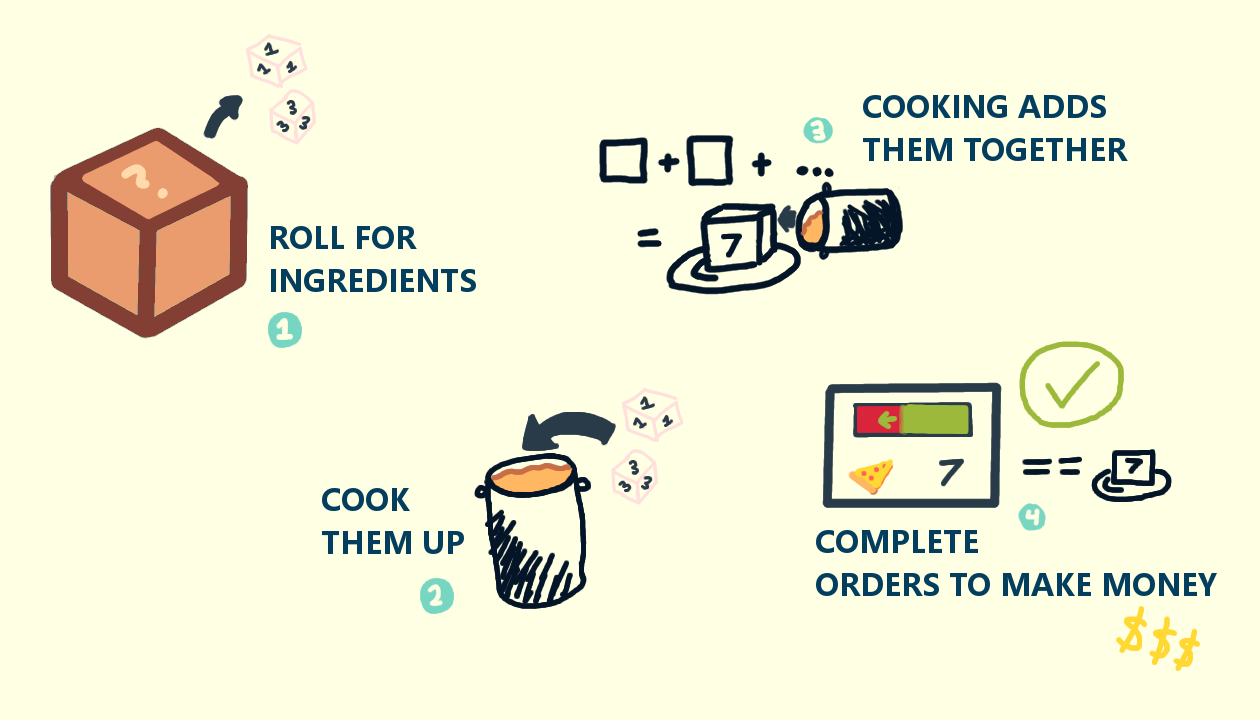 1
1 1
3
3 3
?.
ROLL FOR
INGREDIENTS
1
1
1 1
3
3 3
COOK
THEM UP
2
3
COOKING ADDS
THEM TOGETHER
+ + ...
= 7
7 == 7
4
COMPLETE
ORDERS TO MAKE MONEY
$$$